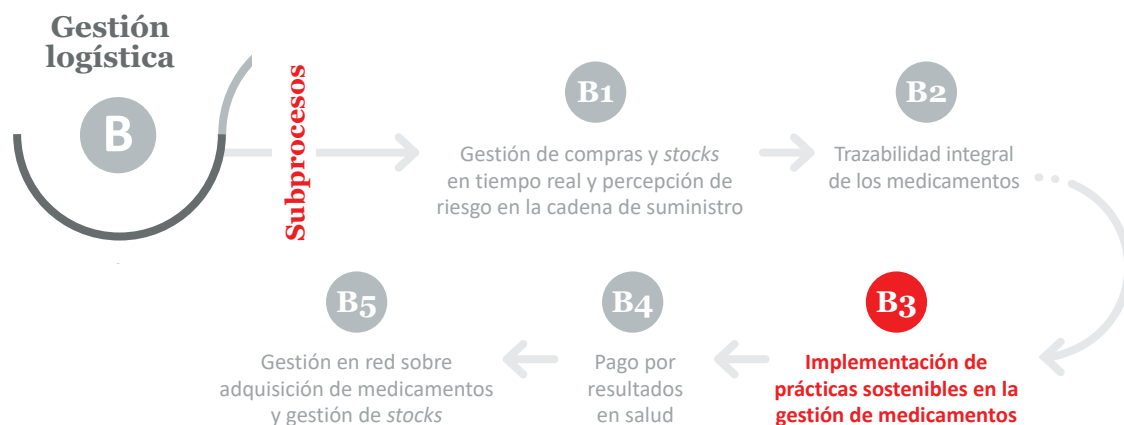 Gestión
logística
B
Subprocesos
B1
Gestión de compras y stocks
en tiempo real y percepción de
riesgo en la cadena de suministro
B2
Trazabilidad integral
de los medicamentos
B3
Implementación de
prácticas sostenibles en la
gestión de medicamentos
B4
Pago por
resultados
en salud
B5
Gestión en red sobre
adquisición de medicamentos
y gestión de stocks